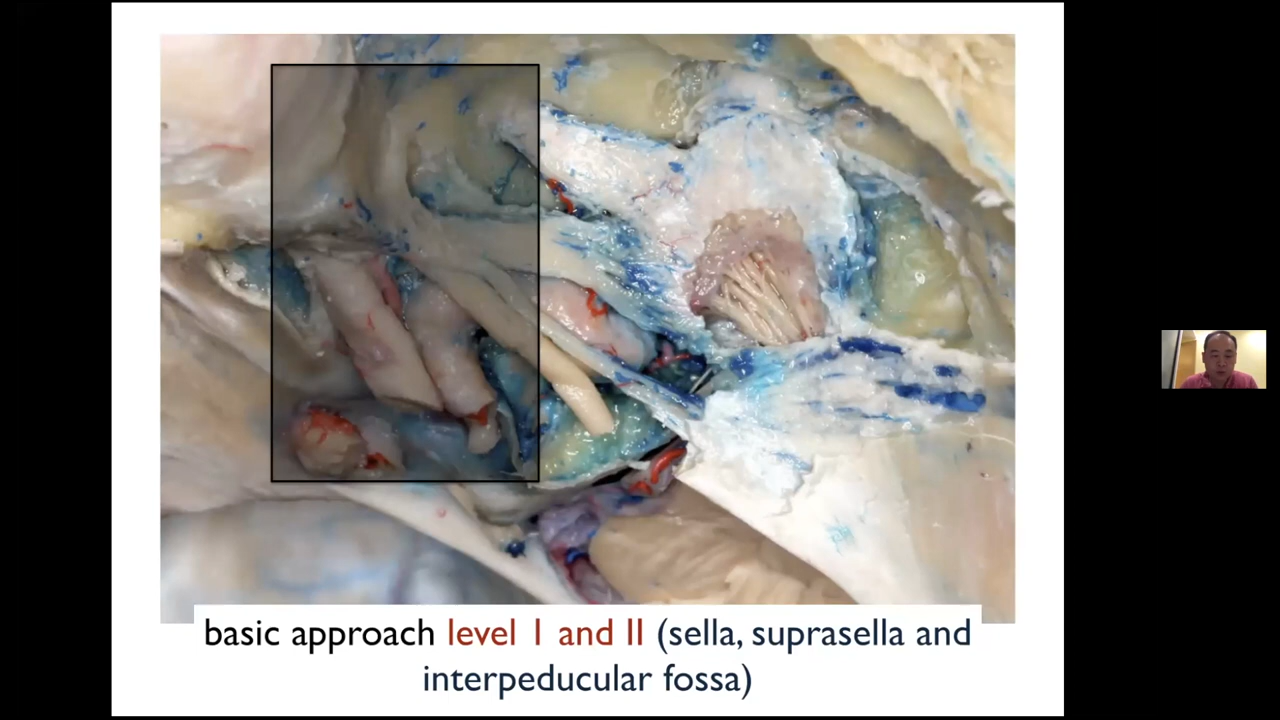 basic approach level I and II (sella, suprasella and
interpeducular fossa)